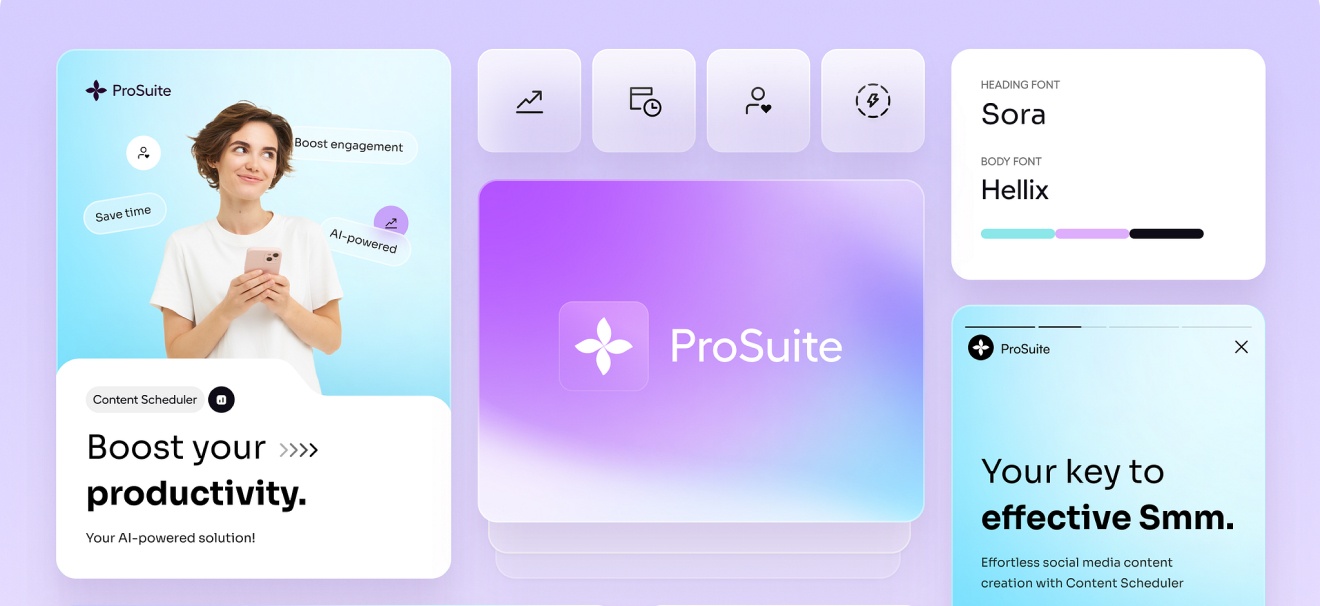 ProSuite
Boost engagement
Save time
AI-powered
Content Scheduler
Boost your
productivity.
Your AI-powered solution!
ProSuite
HEADING FONT
Sora
BODY FONT
Hellix
ProSuite
Your key to
effective Smm.
Effortless social media content
creation with Content Scheduler